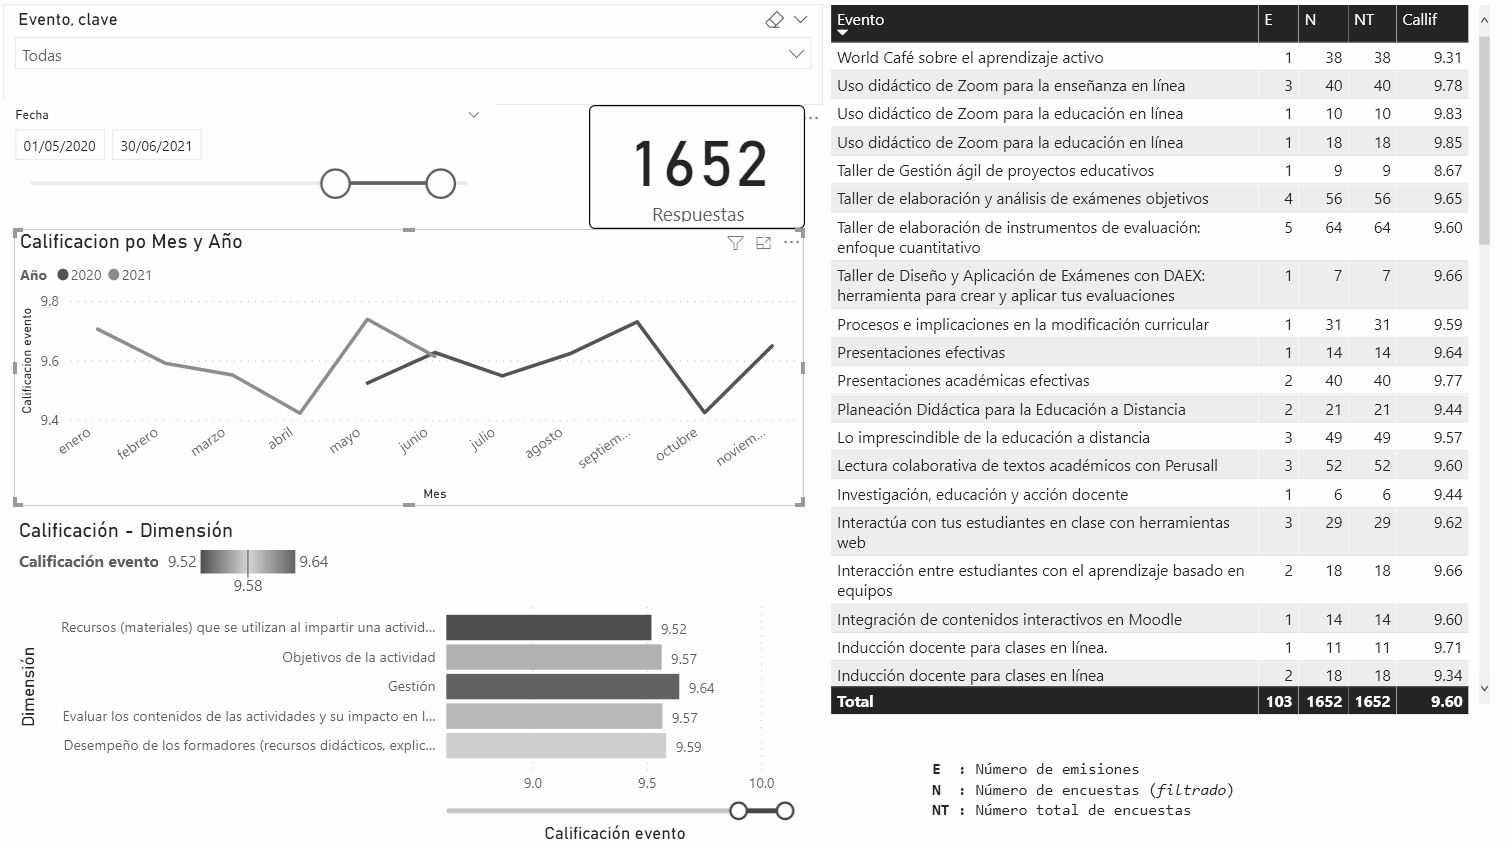 Evento, clave
Todas
Fecha
01/05/2020 30/06/2021
1652
Respuestas
Calificacion po Mes y Año
Año 2020 2021
Calificacion evento
9.8
9.6
9.4
enero febrero marzo abril mayo junio julio agosto septiem... octubre noviem...
Mes
Calificación - Dimensión
Calificación evento 9.52 9.64
9.58
Dimensión
Recursos (materiales) que se utilizan al impartir una activid... 9.52
Objetivos de la actividad 9.57
Gestión 9.64
Evaluar los contenidos de las actividades y su impacto en l... 9.57
Desempeño de los formadores (recursos didácticos, explic... 9.59
9.0 9.5 10.0
Calificación evento
Evento E N NT Callif
World Café sobre el aprendizaje activo 1 38 38 9.31
Uso didáctico de Zoom para la enseñanza en línea 3 40 40 9.78
Uso didáctico de Zoom para la educación en línea 1 10 10 9.83
Uso didáctico de Zoom para la educación en línea 1 18 18 9.85
Taller de Gestión ágil de proyectos educativos 1 9 9 8.67
Taller de elaboración y análisis de exámenes objetivos 4 56 56 9.65
Taller de elaboración de instrumentos de evaluación: 5 64 64 9.60
enfoque cuantitativo
Taller de Diseño y Aplicación de Exámenes con DAEX: 1 7 7 9.66
herramienta para crear y aplicar tus evaluaciones
Procesos e implicaciones en la modificación curricular 1 31 31 9.59
Presentaciones efectivas 1 14 14 9.64
Presentaciones académicas efectivas 2 40 40 9.77
Planeación Didáctica para la Educación a Distancia 2 21 21 9.44
Lo imprescindible de la educación a distancia 3 49 49 9.57
Lectura colaborativa de textos académicos con Perusall 3 52 52 9.60
Investigación, educación y acción docente 1 6 6 9.44
Interactúa con tus estudiantes en clase con herramientas 3 29 29 9.62
web
Interacción entre estudiantes con el aprendizaje basado en 2 18 18 9.66
equipos
Integración de contenidos interactivos en Moodle 1 14 14 9.60
Inducción docente para clases en línea. 1 11 11 9.71
Inducción docente para clases en línea 2 18 18 9.34
Total 103 1652 1652 9.60
E : Número de emisiones
N : Número de encuestas (filtrado)
NT : Número total de encuestas